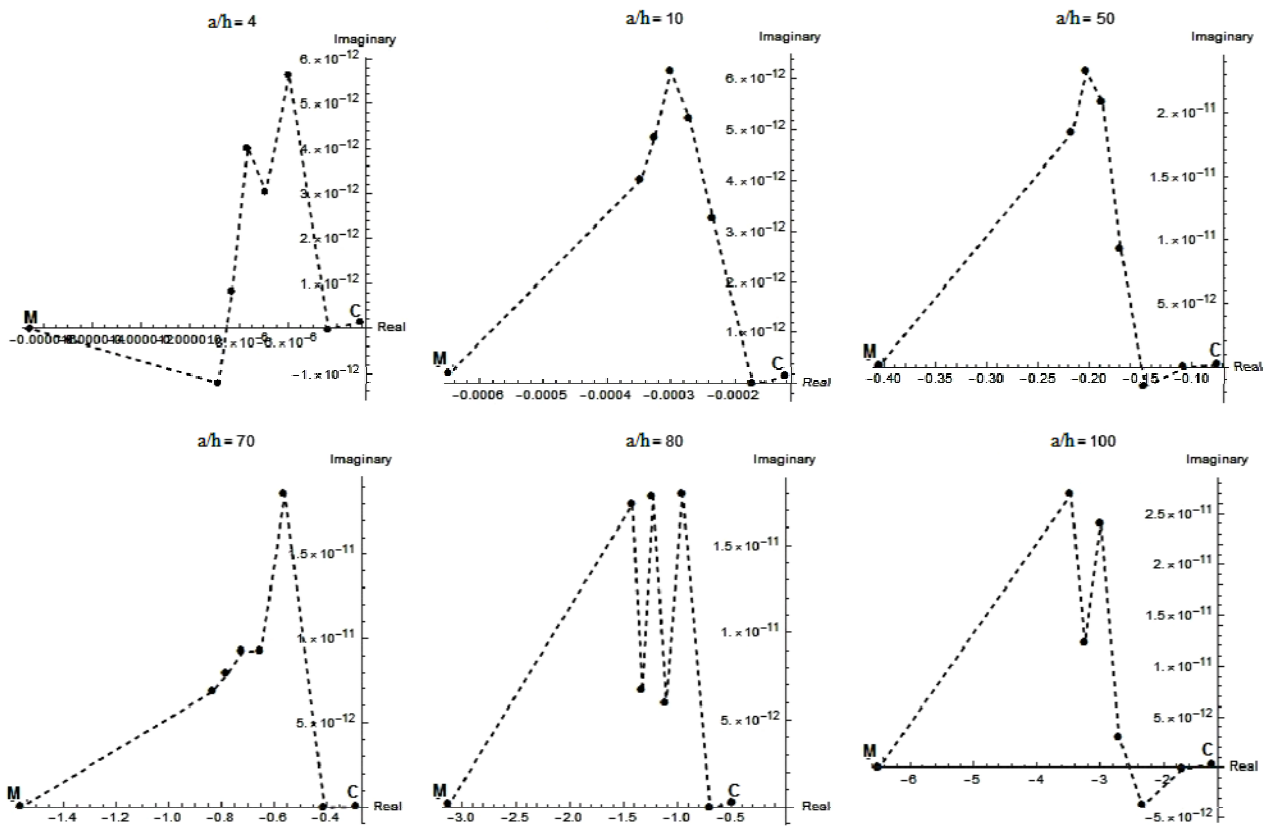 a/h = 4
Imaginary
6.×10⁻¹²
5.×10⁻¹²
4.×10⁻¹²
3.×10⁻¹²
2.×10⁻¹²
1.×10⁻¹²
M
C
Real
-1.×10⁻¹²
a/h = 10
Imaginary
6.×10⁻¹²
5.×10⁻¹²
4.×10⁻¹²
3.×10⁻¹²
2.×10⁻¹²
1.×10⁻¹²
M
C
Real
-0.0006 -0.0005 -0.0004 -0.0003 -0.0002
a/h = 50
Imaginary
2.×10⁻¹¹
1.5×10⁻¹¹
1.×10⁻¹¹
5.×10⁻¹²
M
C
Real
-0.40 -0.35 -0.30 -0.25 -0.20 -0.15 -0.10
a/h = 70
Imaginary
1.5×10⁻¹¹
1.×10⁻¹¹
5.×10⁻¹²
M
C
Real
-1.4 -1.2 -1.0 -0.8 -0.6 -0.4
a/h = 80
Imaginary
1.5×10⁻¹¹
1.×10⁻¹¹
5.×10⁻¹²
M
C
Real
-3.0 -2.5 -2.0 -1.5 -1.0 -0.5
a/h = 100
Imaginary
2.5×10⁻¹¹
2.×10⁻¹¹
1.5×10⁻¹¹
1.×10⁻¹¹
5.×10⁻¹²
M
C
Real
-6 -5 -4 -3 -2
-5.×10⁻¹²